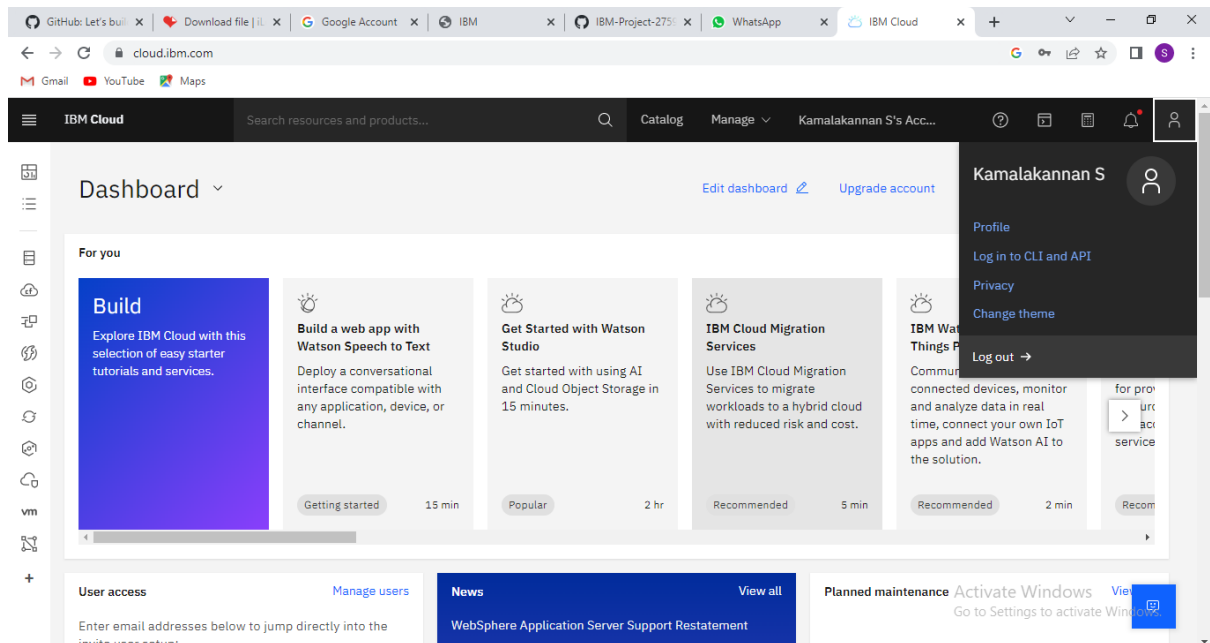 GitHub: Let's buil
Download file | iL
Google Account
IBM
IBM-Project-2759
WhatsApp
IBM Cloud
cloud.ibm.com
S
Gmail
YouTube
Maps
IBM Cloud
Search resources and products...
Catalog
Manage
Kamalakannan S's Acc...
Kamalakannan S
Profile
Log in to CLI and API
Privacy
Change theme
Log out →
Dashboard
Edit dashboard
Upgrade account
For you
Build
Explore IBM Cloud with this
selection of easy starter
tutorials and services.
Build a web app with
Watson Speech to Text
Deploy a conversational
interface compatible with
any application, device, or
channel.
Getting started
15 min
Get Started with Watson
Studio
Get started with using AI
and Cloud Object Storage in
15 minutes.
Popular
2 hr
IBM Cloud Migration
Services
Use IBM Cloud Migration
Services to migrate
workloads to a hybrid cloud
with reduced risk and cost.
Recommended
5 min
IBM Wat
Things P
Commun
connected devices, monitor
and analyze data in real
time, connect your own IoT
apps and add Watson AI to
the solution.
Recommended
2 min
for prov
service
Recom
vm
User access
Manage users
Enter email addresses below to jump directly into the
News
View all
WebSphere Application Server Support Restatement
Planned maintenance
Activate Windows
Go to Settings to activate Windows.